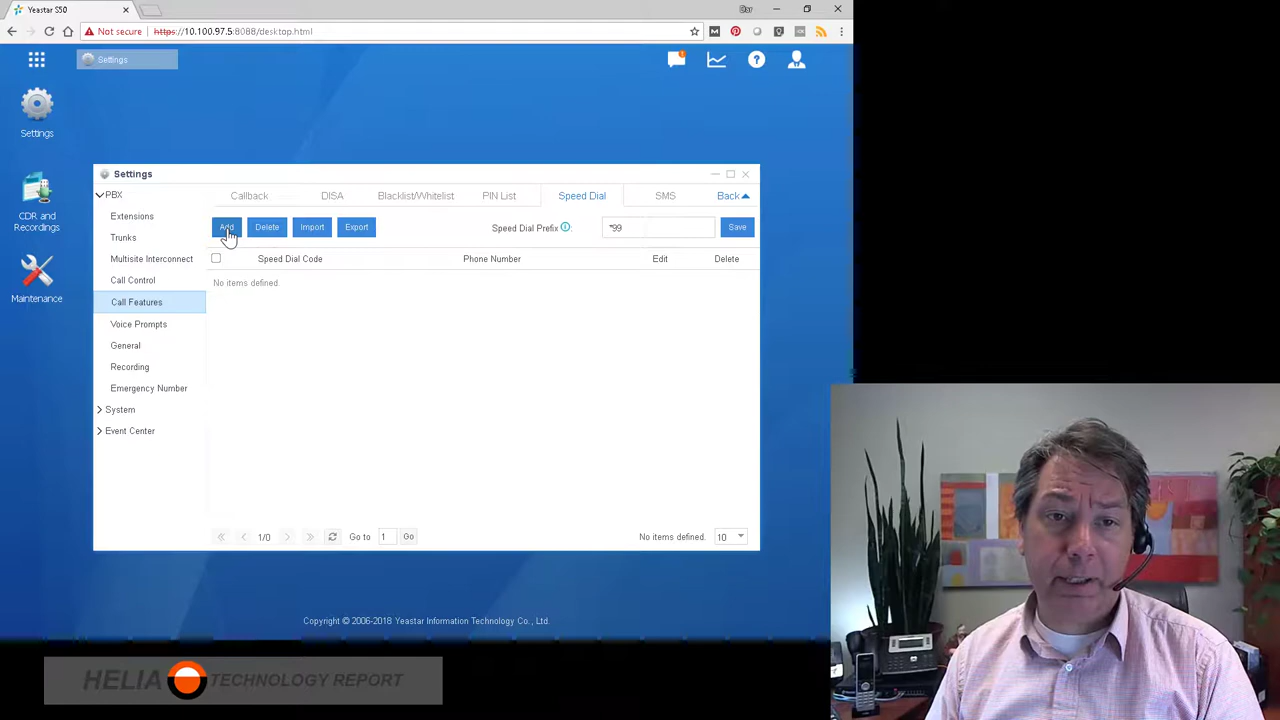 Yeastar S50
Not secure https://10.100.97.5:8088/desktop.html
Settings
Settings
CDR and
Recordings
Maintenance
Settings
PBX
Extensions
Trunks
Multisite Interconnect
Call Control
Call Features
Voice Prompts
General
Recording
Emergency Number
System
Event Center
Callback DISA Blacklist/Whitelist PIN List Speed Dial SMS Back
Add Delete Import Export Speed Dial Prefix : *99 Save
Speed Dial Code Phone Number Edit Delete
No items defined.
1/0 Go to 1 Go No items defined. 10
Copyright © 2006-2018 Yeastar Information Technology Co., Ltd.
HELIA TECHNOLOGY REPORT